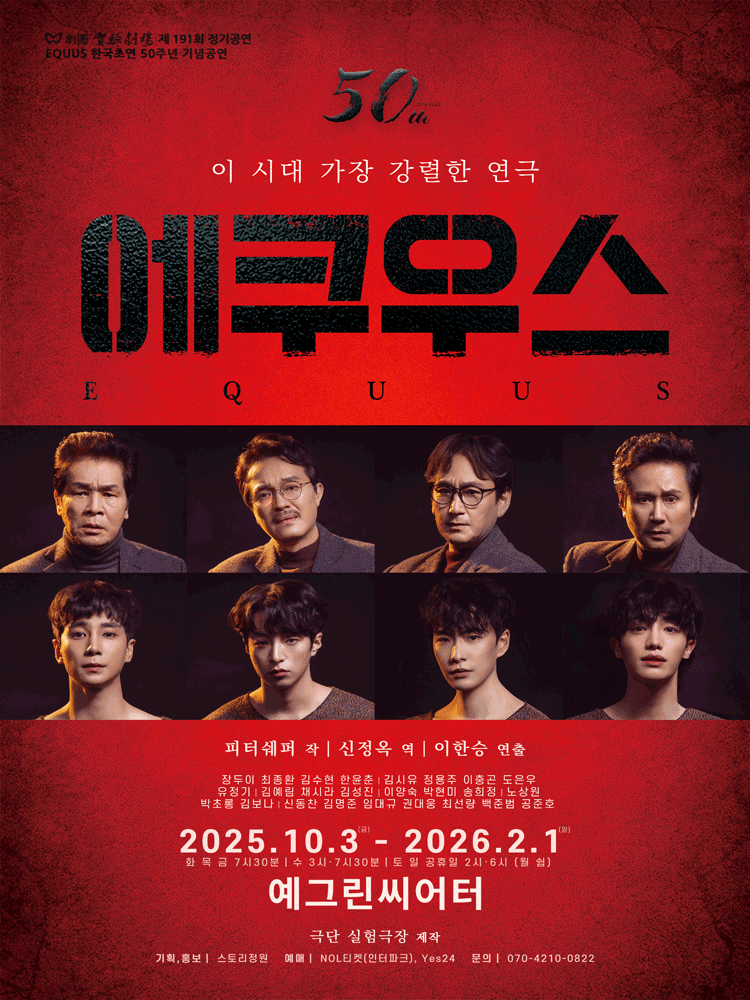 劇團 實驗劇場 제 191회 정기공연
EQUUS 한국초연 50주년 기념공연
50th
이 시대 가장 강렬한 연극
에쿠우스
EQUUS
피터쉐퍼 작 | 신정옥 역 | 이한승 연출
장두이 최종환 김수현 한윤춘 | 김시유 정용주 이충곤 도은우
유정기 | 김예림 채시라 김성진 | 이양숙 박현미 송희정 | 노상원
박초롱 김보나 | 신동찬 김명준 임대규 권대웅 최선량 백준범 공준호
2025.10.3(금) - 2026.2.1(일)
화 목 금 7시30분 | 수 3시·7시30분 | 토 일 공휴일 2시·6시 (월 쉼)
예그린씨어터
극단 실험극장 제작
기획,홍보 | 스토리정원 예매 | NOL티켓(인터파크), Yes24 문의 | 070-4210-0822